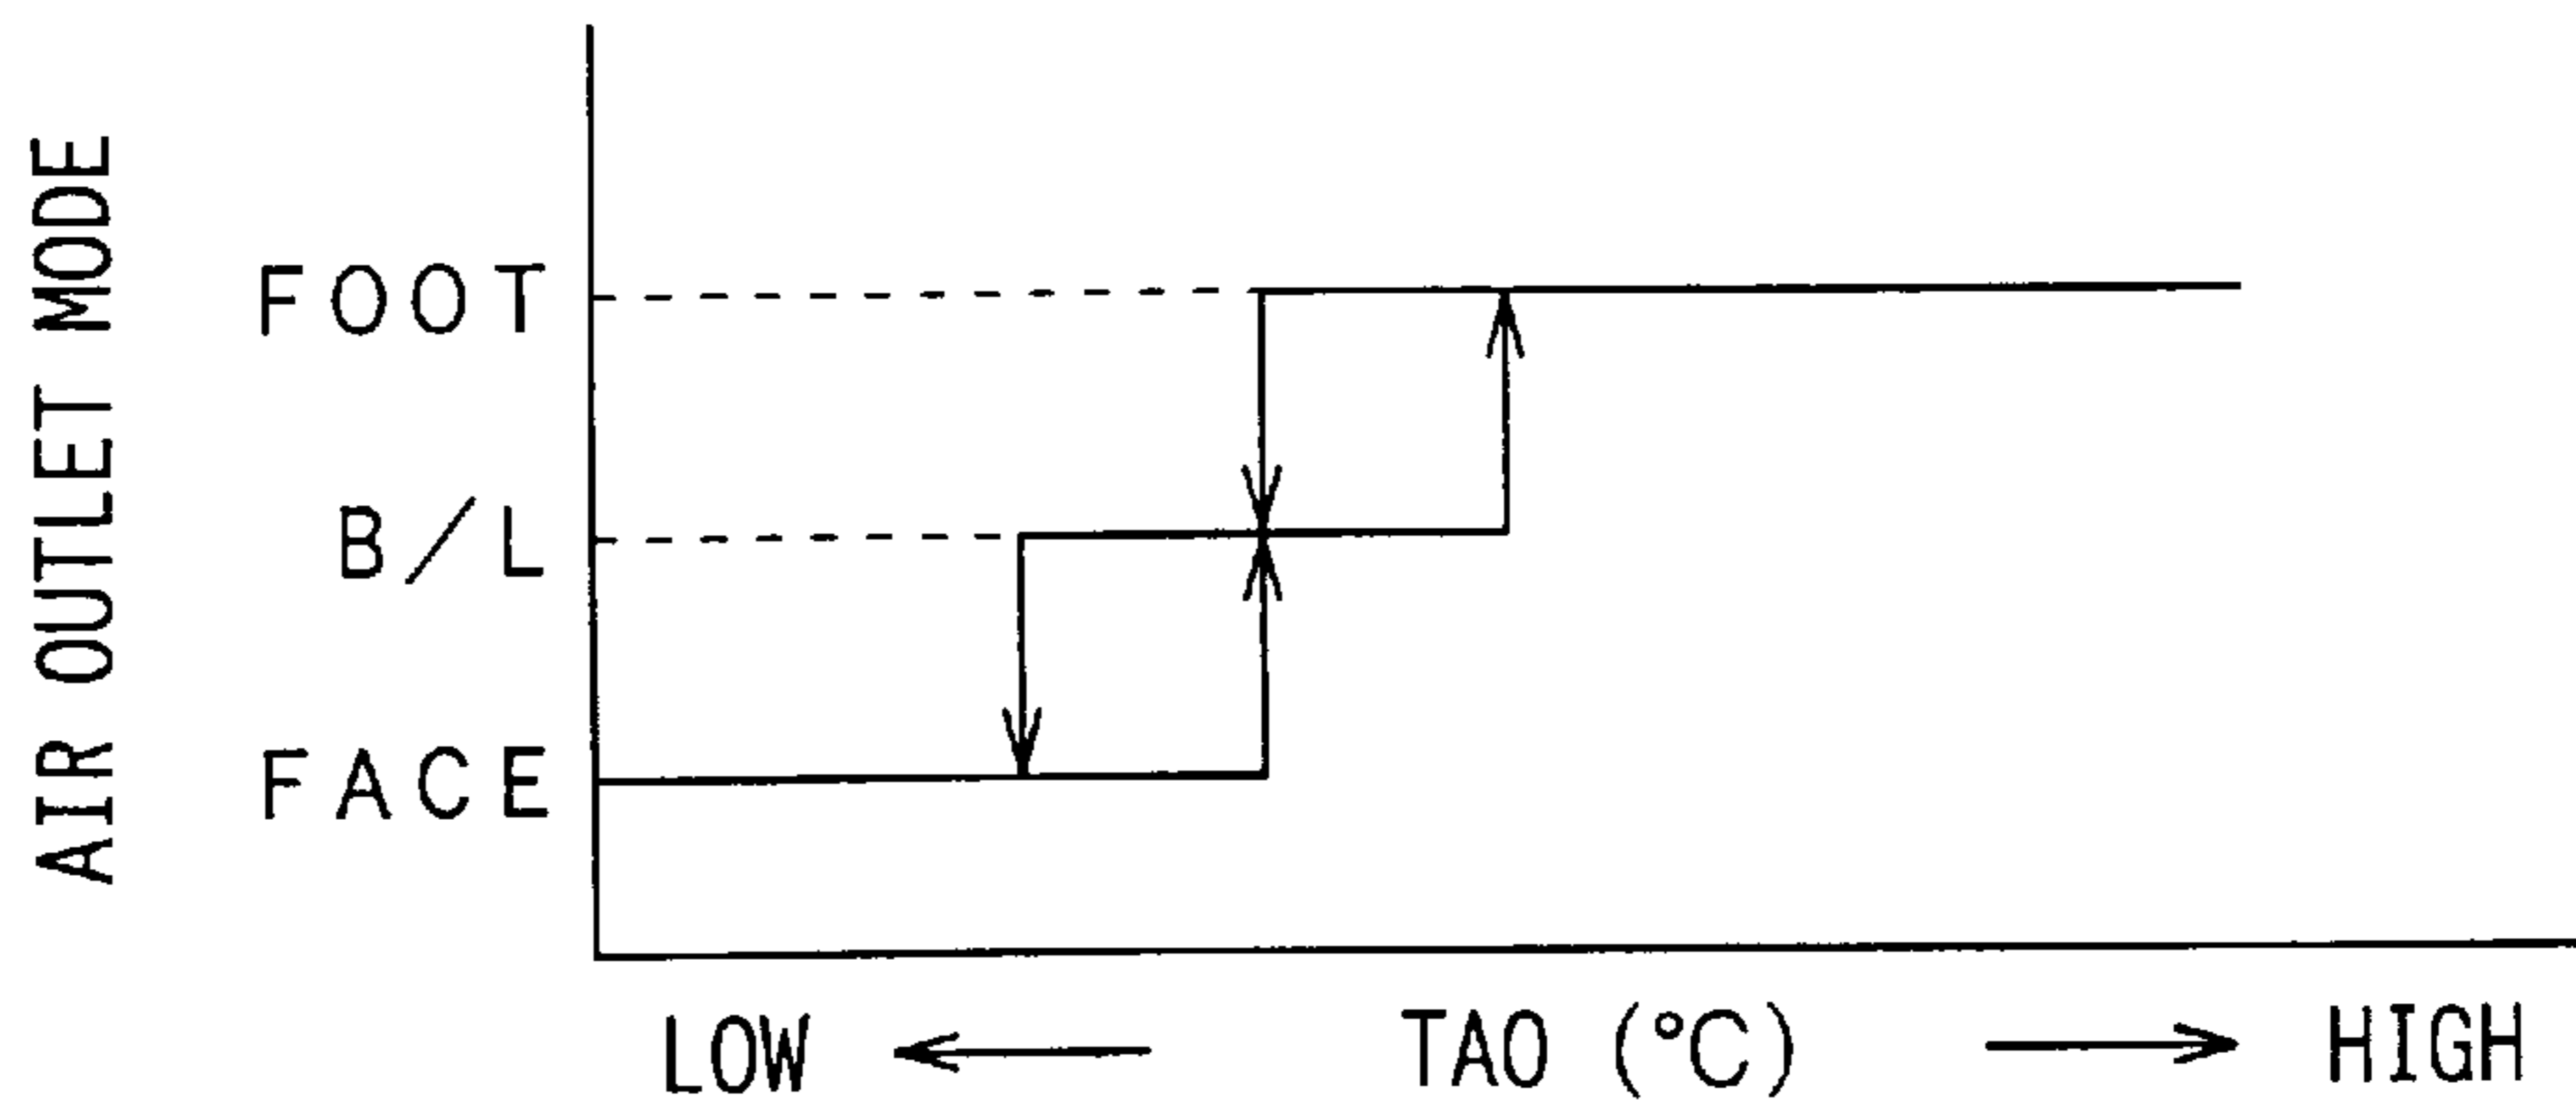 AIR OUTLET MODE
FOOT
B/L
FACE
LOW
TAO (°C)
HIGH